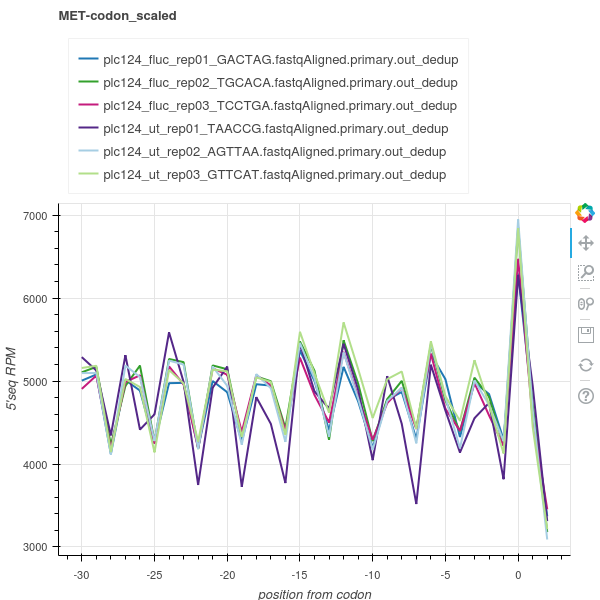 MET-codon_scaled
plc124_fluc_rep01_GACTAG.fastqAligned.primary.out_dedup
plc124_fluc_rep02_TGCACA.fastqAligned.primary.out_dedup
plc124_fluc_rep03_TCCTGA.fastqAligned.primary.out_dedup
plc124_ut_rep01_TAACCG.fastqAligned.primary.out_dedup
plc124_ut_rep02_AGTTAA.fastqAligned.primary.out_dedup
plc124_ut_rep03_GTTCAT.fastqAligned.primary.out_dedup
7000
6000
5000
4000
3000
5'seq RPM
-30 -25 -20 -15 -10 -5 0
position from codon